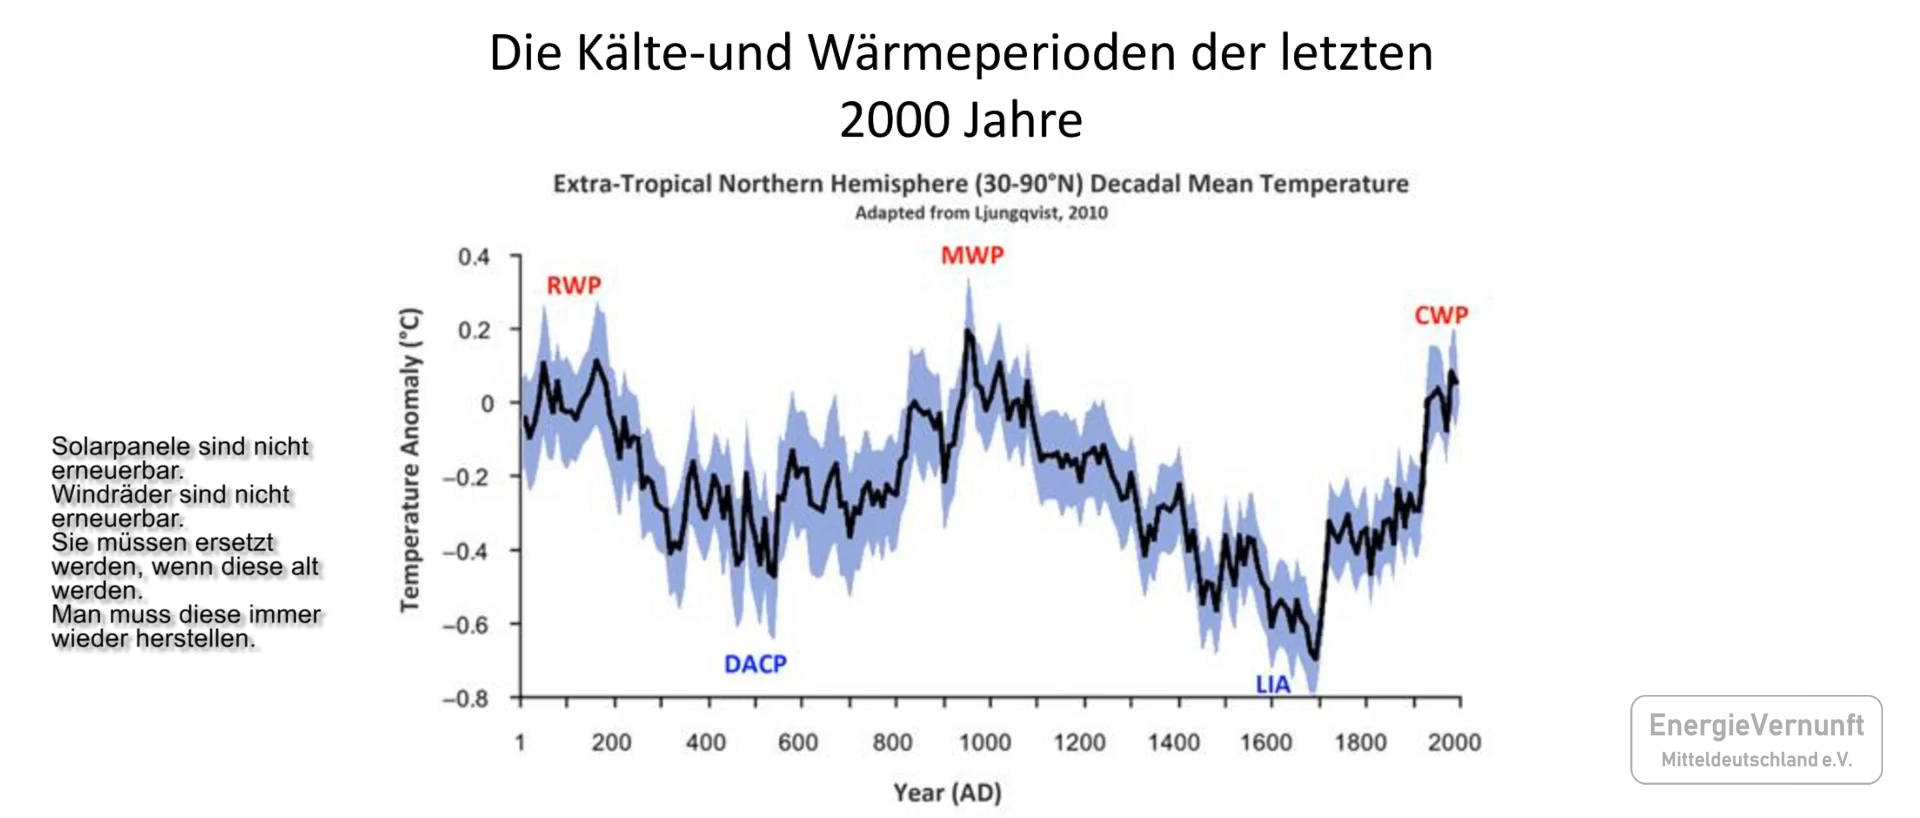 Die Kälte-und Wärmeperioden der letzten
2000 Jahre
Extra-Tropical Northern Hemisphere (30-90°N) Decadal Mean Temperature
Adapted from Ljungqvist, 2010
Solarpanele sind nicht
erneuerbar.
Windräder sind nicht
erneuerbar.
Sie müssen ersetzt
werden, wenn diese alt
werden.
Man muss diese immer
wieder herstellen.
Temperature Anomaly (°C)
0.4
0.2
0
−0.2
−0.4
−0.6
−0.8
RWP
MWP
CWP
DACP
LIA
1 200 400 600 800 1000 1200 1400 1600 1800 2000
Year (AD)
EnergieVernunft
Mitteldeutschland e.V.